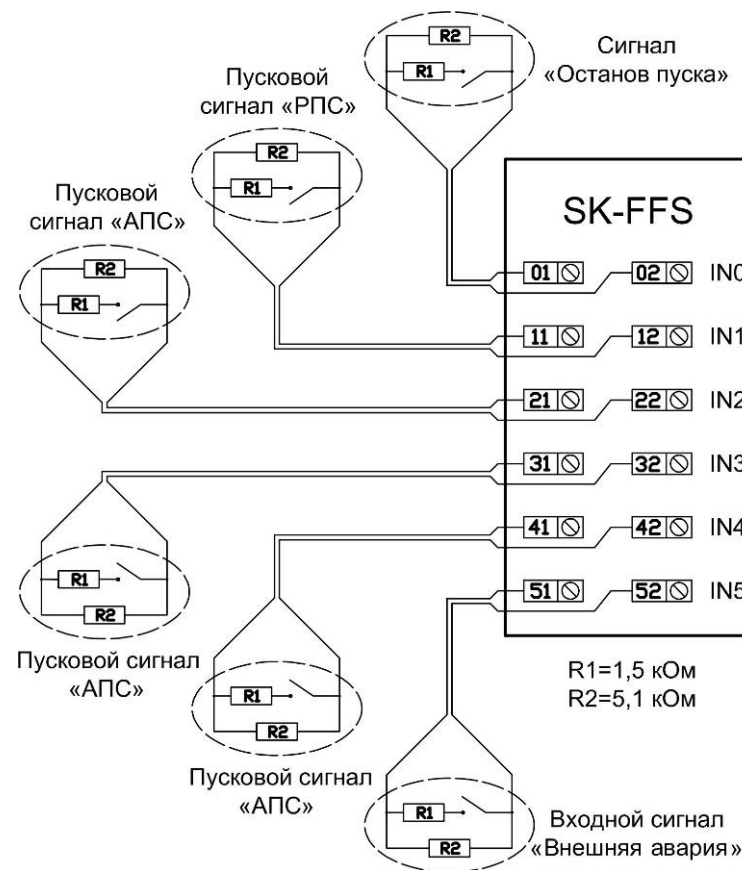 R2
R1
Сигнал
«Останов пуска»
Пусковой
сигнал «РПС»
R2
R1
Пусковой
сигнал «АПС»
R2
R1
SK-FFS
01 02 IN0
11 12 IN1
21 22 IN2
31 32 IN3
41 42 IN4
51 52 IN5
R1
R2
Пусковой сигнал
«АПС»
R1
R2
Пусковой сигнал
«АПС»
R1=1,5 кОм
R2=5,1 кОм
R1
R2
Входной сигнал
«Внешняя авария»